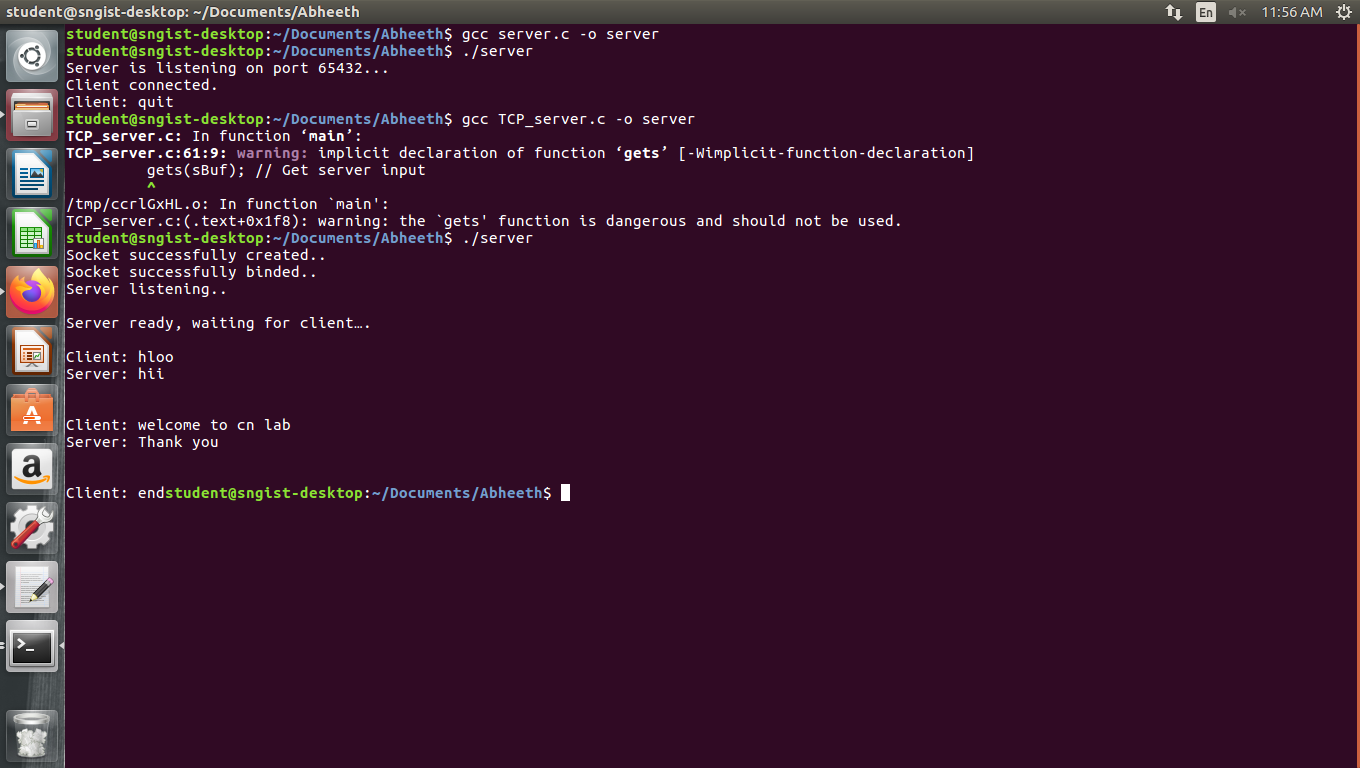 student@sngist-desktop: ~/Documents/Abheeth
En
11:56 AM
student@sngist-desktop:~/Documents/Abheeth$ gcc server.c -o server
student@sngist-desktop:~/Documents/Abheeth$ ./server
Server is listening on port 65432...
Client connected.
Client: quit
student@sngist-desktop:~/Documents/Abheeth$ gcc TCP_server.c -o server
TCP_server.c: In function ‘main’:
TCP_server.c:61:9: warning: implicit declaration of function ‘gets’ [-Wimplicit-function-declaration]
         gets(sBuf); // Get server input
         ^
/tmp/ccrlGxHL.o: In function `main':
TCP_server.c:(.text+0x1f8): warning: the `gets' function is dangerous and should not be used.
student@sngist-desktop:~/Documents/Abheeth$ ./server
Socket successfully created..
Socket successfully binded..
Server listening..
Server ready, waiting for client….
Client: hloo
Server: hii
Client: welcome to cn lab
Server: Thank you
Client: endstudent@sngist-desktop:~/Documents/Abheeth$